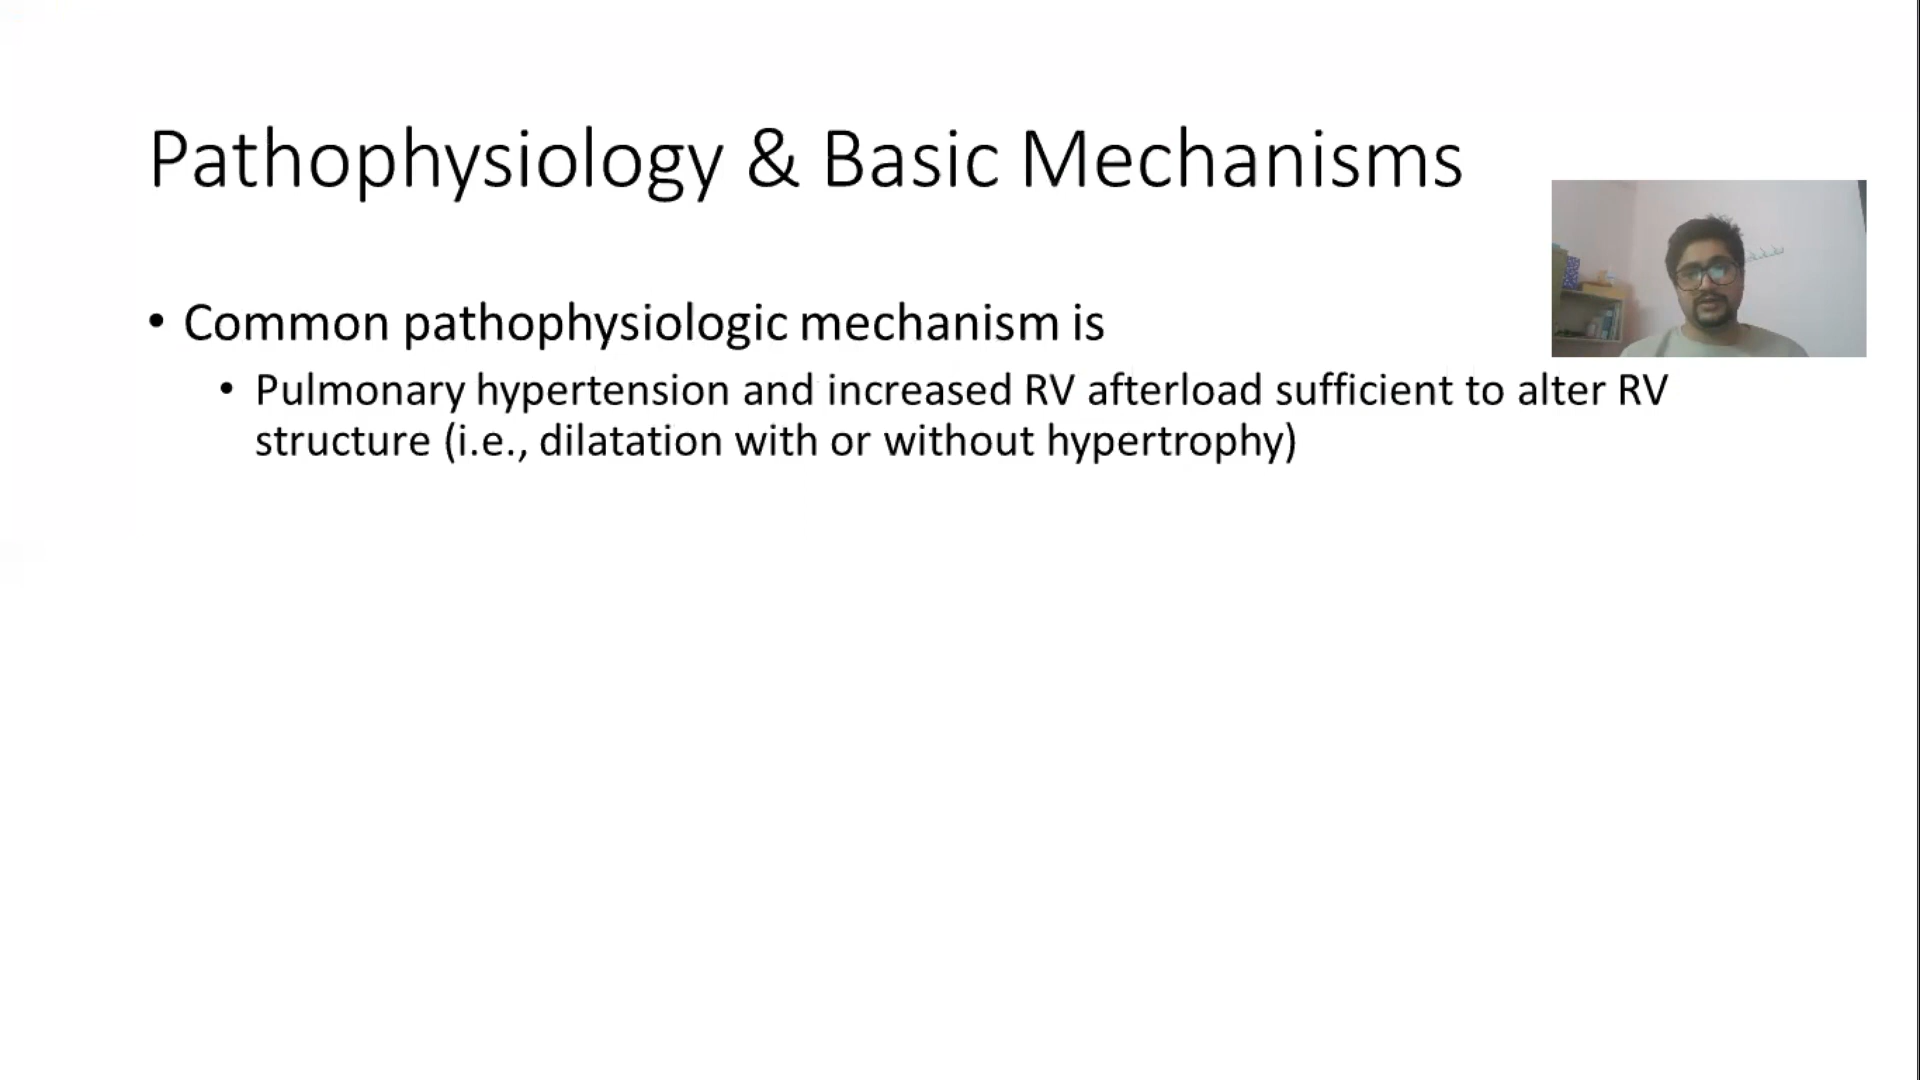 Pathophysiology & Basic Mechanisms
• Common pathophysiologic mechanism is
• Pulmonary hypertension and increased RV afterload sufficient to alter RV
structure (i.e., dilatation with or without hypertrophy)